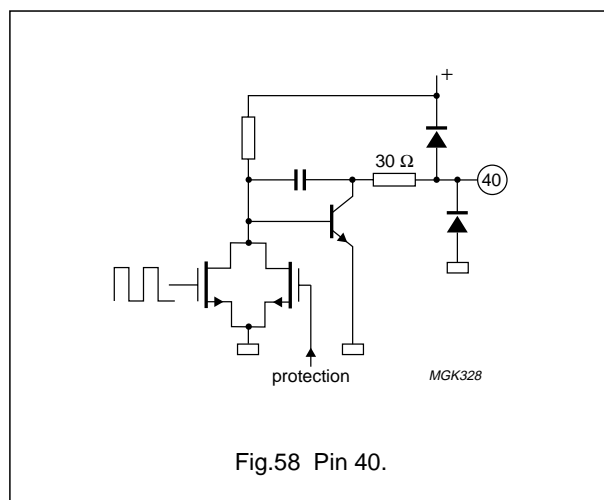 +
30 Ω
40
protection
MGK328
Fig.58 Pin 40.